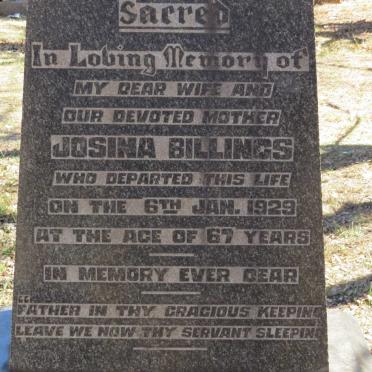 Sacred
In Loving Memory of
MY DEAR WIFE AND
OUR DEVOTED MOTHER
JOSINA BILLINGS
WHO DEPARTED THIS LIFE
ON THE 6TH JAN. 1929
AT THE AGE OF 67 YEARS
IN MEMORY EVER DEAR
"FATHER IN THY GRACIOUS KEEPING
LEAVE WE NOW THY SERVANT SLEEPING